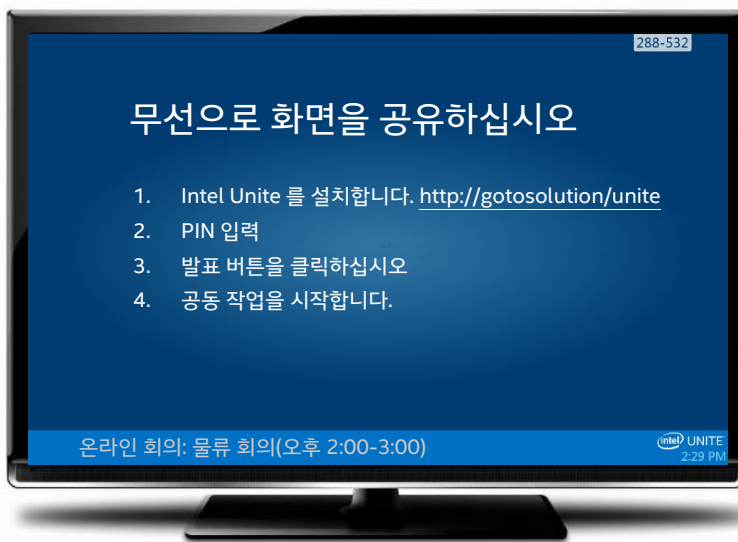 288-532
무선으로 화면을 공유하십시오
1. Intel Unite 를 설치합니다. http://gotosolution/unite
2. PIN 입력
3. 발표 버튼을 클릭하십시오
4. 공동 작업을 시작합니다.
온라인 회의: 물류 회의(오후 2:00-3:00)
intel UNITE
2:29 PM